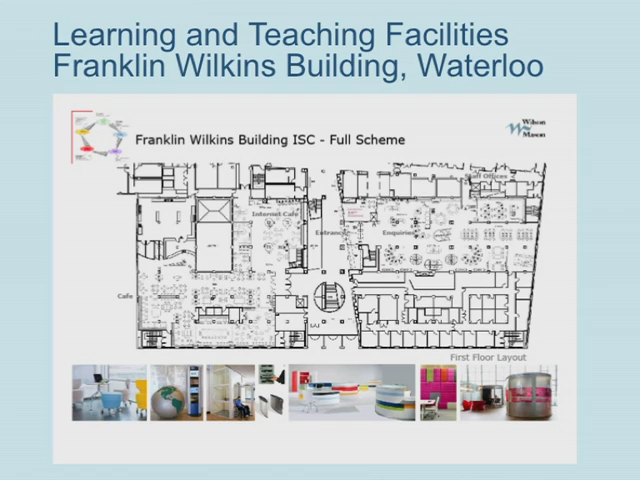 Learning and Teaching Facilities
Franklin Wilkins Building, Waterloo
Franklin Wilkins Building ISC - Full Scheme
Wilson
Mason
Staff Offices
Internet Café
Entrance
Enquiries
Cafe
First Floor Layout